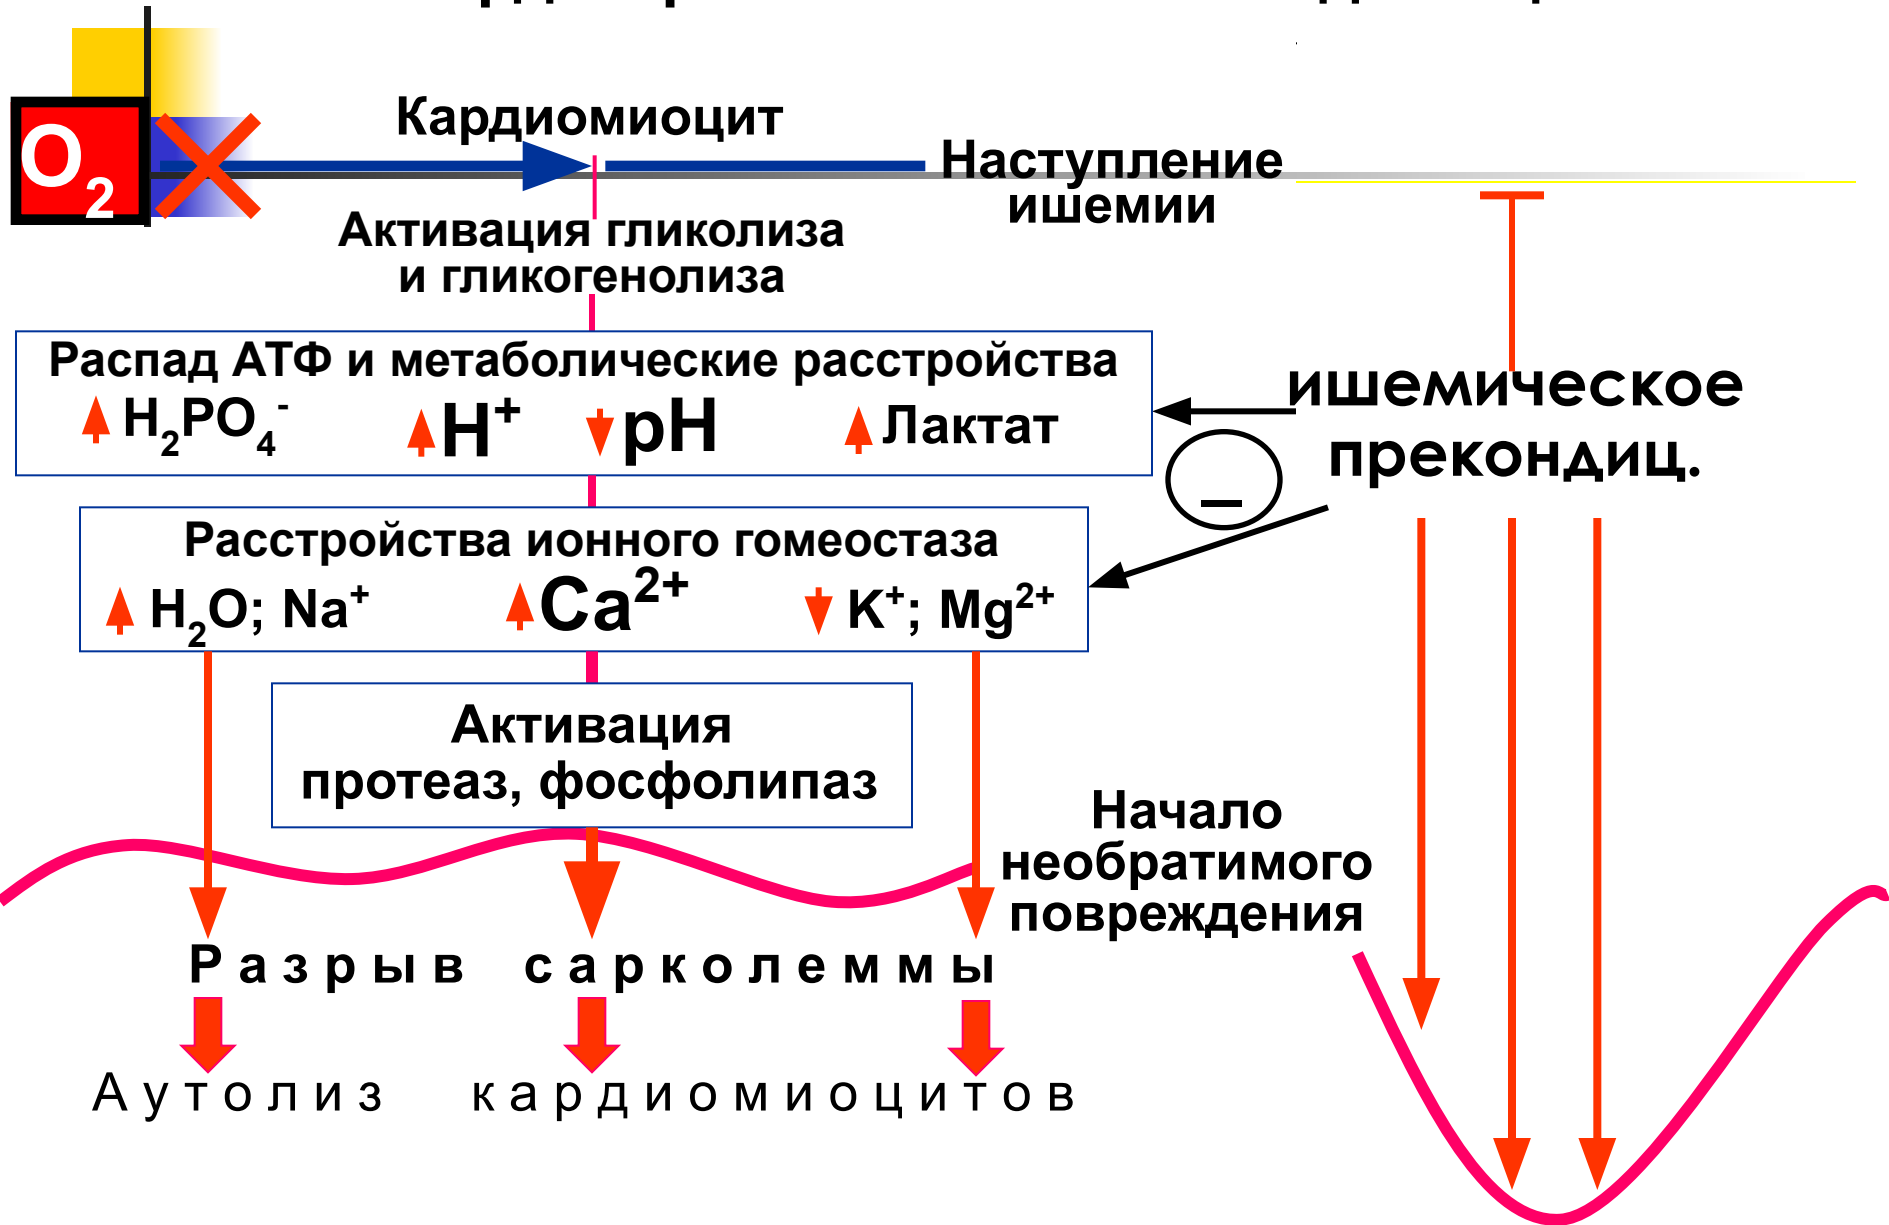 O2
Кардиомиоцит
Наступление
ишемии
Активация гликолиза
и гликогенолиза
Распад АТФ и метаболические расстройства
H2PO4- H+ pH Лактат
ишемическое
прекондиц.
–
Расстройства ионного гомеостаза
H2O; Na+ Ca2+ K+; Mg2+
Активация
протеаз, фосфолипаз
Начало
необратимого
повреждения
Разрыв сарколеммы
Аутолиз кардиомиоцитов